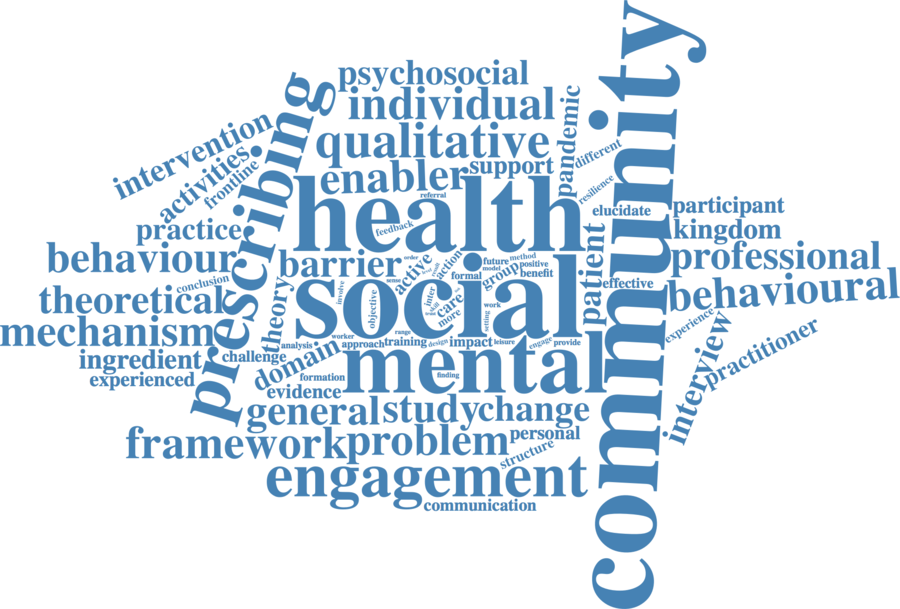 community
psychosocial
individual
pandemic
prescribing
qualitative
intervention
different
support
activities
enabler
frontline
resilience
referral
health
elucidate
participant
practice
feedback
kingdom
behaviour
barrier
active
order
action
future
method
model
positive
group
formal
benefit
patient
professional
conclusion
theory
involve
sense
social
effective
behavioural
theoretical
objective
inter
care
more
work
setting
mechanism
worker
range
experience
analysis
approach
training
design
impact
leisure
engage
provide
interview
practitioner
ingredient
challenge
domain
mental
experienced
formation
finding
evidence
general
study
change
framework
problem
personal
structure
engagement
communication